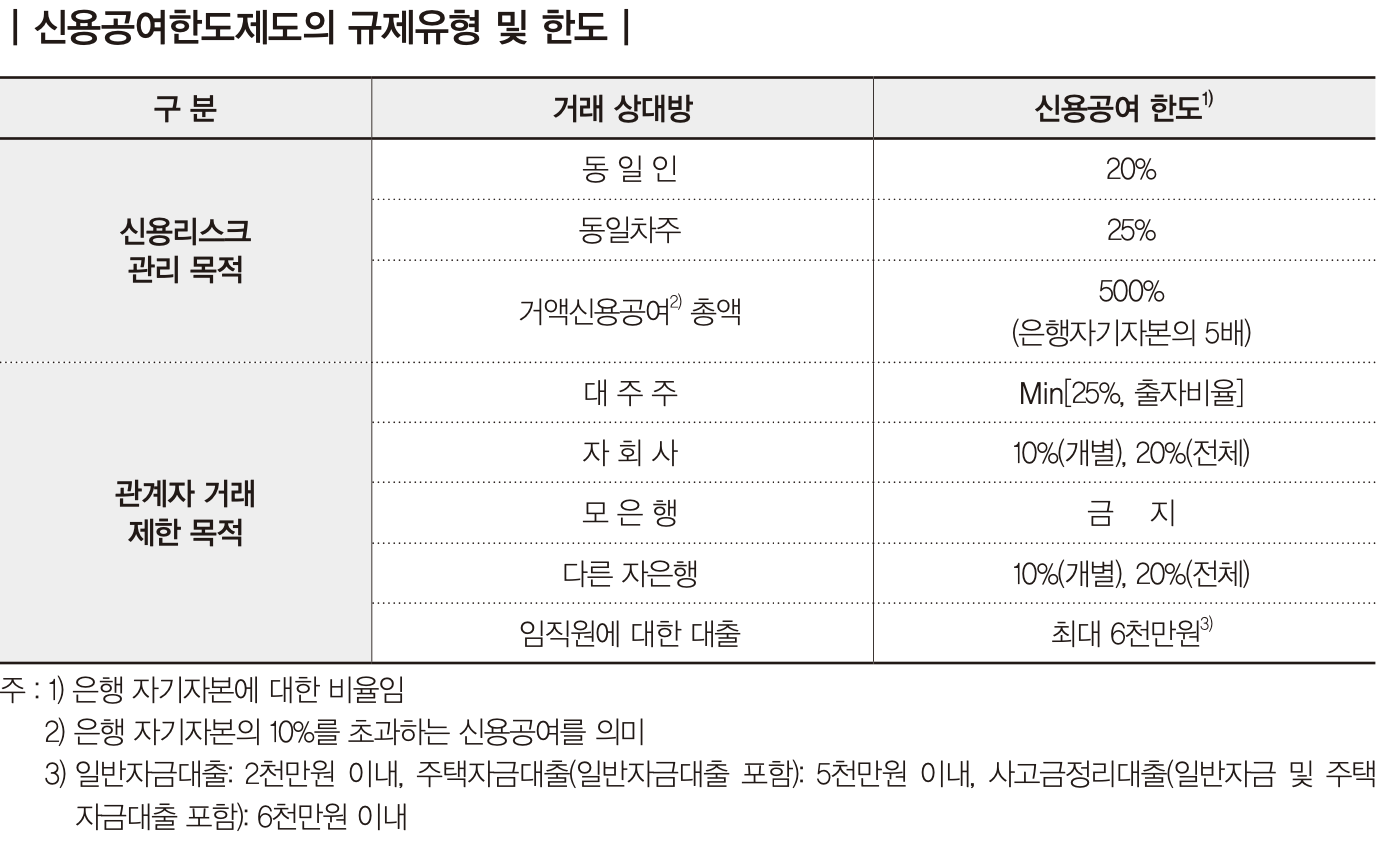 | 신용공여한도제도의 규제유형 및 한도 |
구 분 거래 상대방 신용공여 한도1)
신용리스크
관리 목적
동 일 인 20%
동일차주 25%
거액신용공여2) 총액 500%
(은행자기자본의 5배)
관계자 거래
제한 목적
대 주 주 Min[25%, 출자비율]
자 회 사 10%(개별), 20%(전체)
모 은 행 금 지
다른 자은행 10%(개별), 20%(전체)
임직원에 대한 대출 최대 6천만원3)
주 : 1) 은행 자기자본에 대한 비율임
2) 은행 자기자본의 10%를 초과하는 신용공여를 의미
3) 일반자금대출: 2천만원 이내, 주택자금대출(일반자금대출 포함): 5천만원 이내, 사고금정리대출(일반자금 및 주택
자금대출 포함): 6천만원 이내